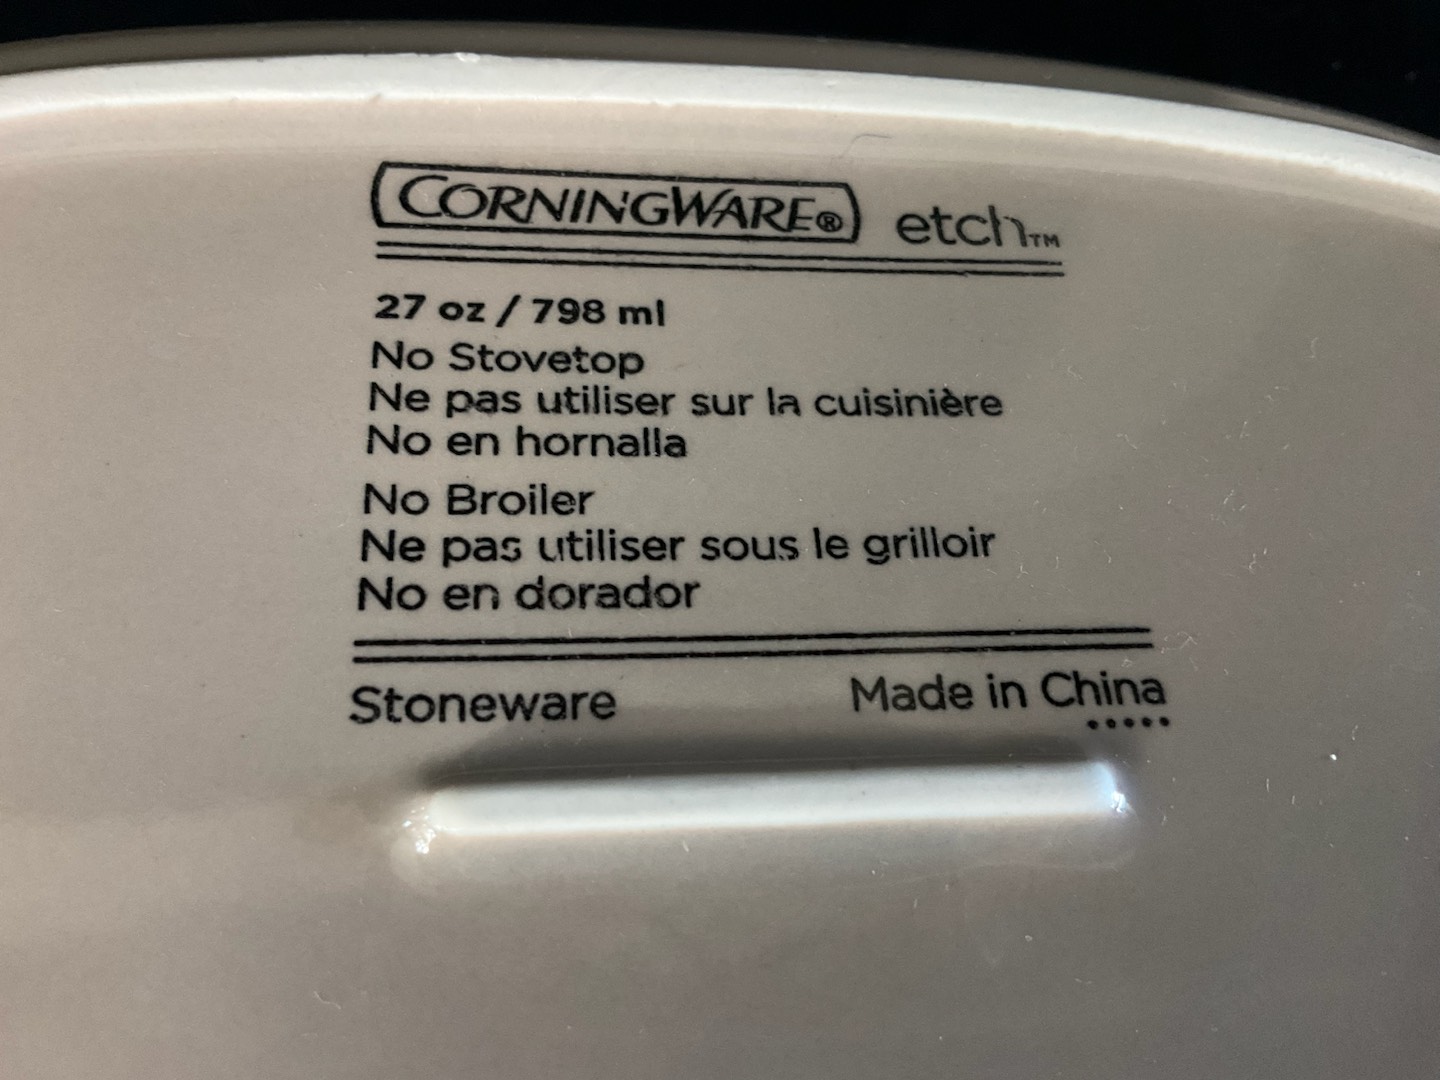 CORNINGWARE® etch™
27 oz / 798 ml
No Stovetop
Ne pas utiliser sur la cuisinière
No en hornalla
No Broiler
Ne pas utiliser sous le grilloir
No en dorador
Stoneware Made in China